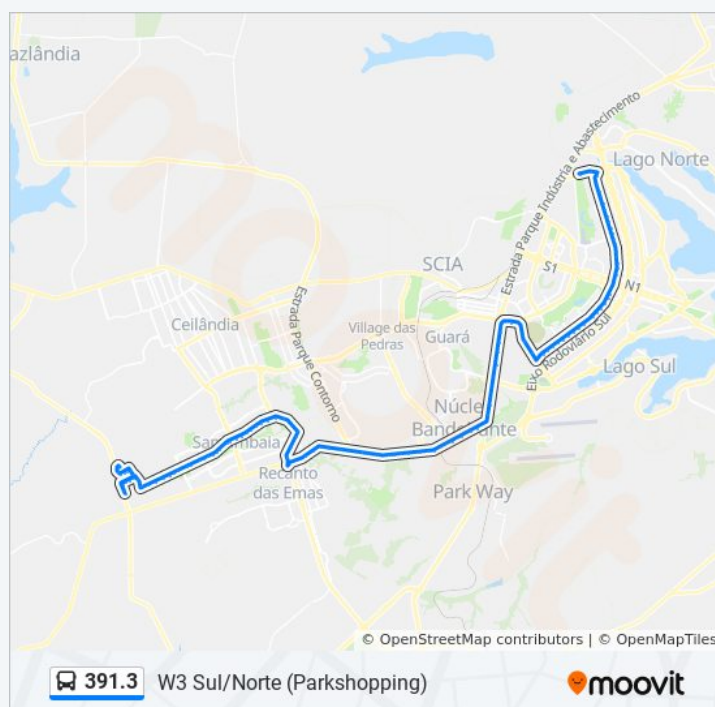 azlândia
Lago Norte
Estrada Parque Indústria e Abastecimento
SCIA
S1
N1
Ceilândia
Estrada Parque Contorno
Village das
Pedras
Guará
Eixo Rodoviário Sul
Lago Sul
Núcle
Bandeirante
Samambaia
Recanto
das Emas
Park Way
© OpenStreetMap contributors | © OpenMapTiles
391.3 W3 Sul/Norte (Parkshopping)
moovit